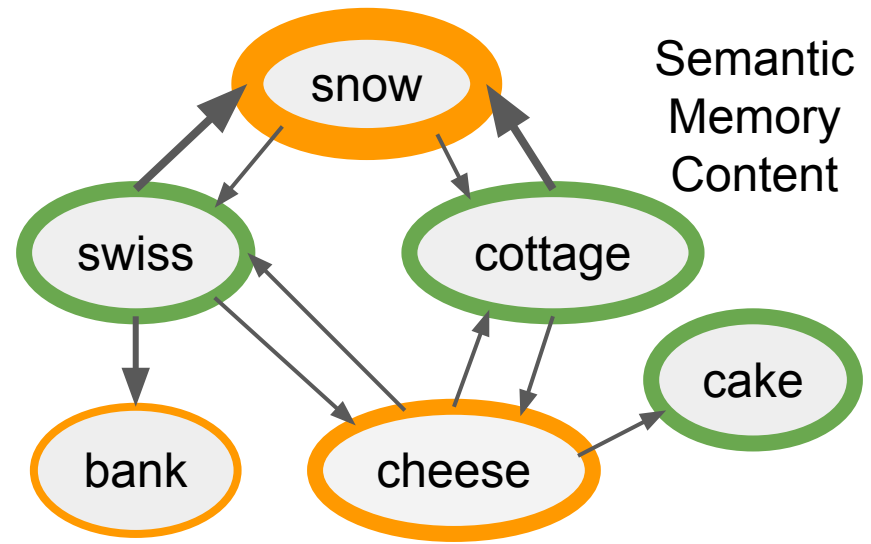 snow
Semantic
Memory
Content
swiss
cottage
cake
bank
cheese